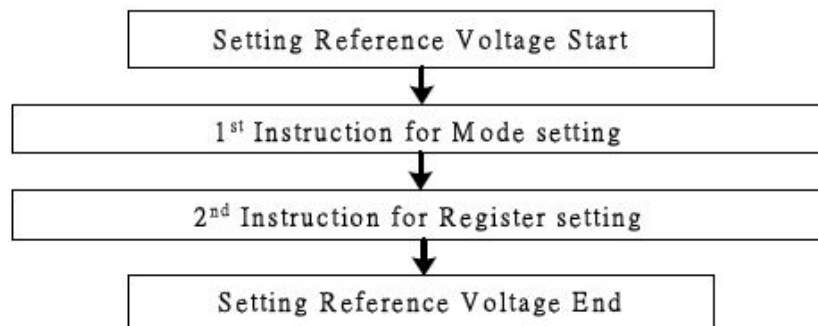 Setting Reference Voltage Start
1st Instruction for Mode setting
2nd Instruction for Register setting
Setting Reference Voltage End